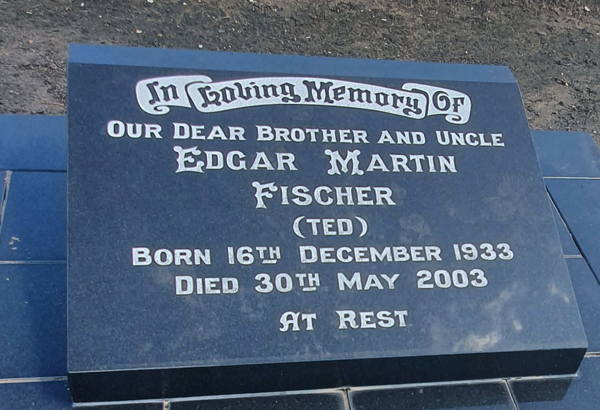 In Loving Memory Of
Our Dear Brother and Uncle
Edgar Martin
Fischer
(Ted)
Born 16th December 1933
Died 30th May 2003
At Rest